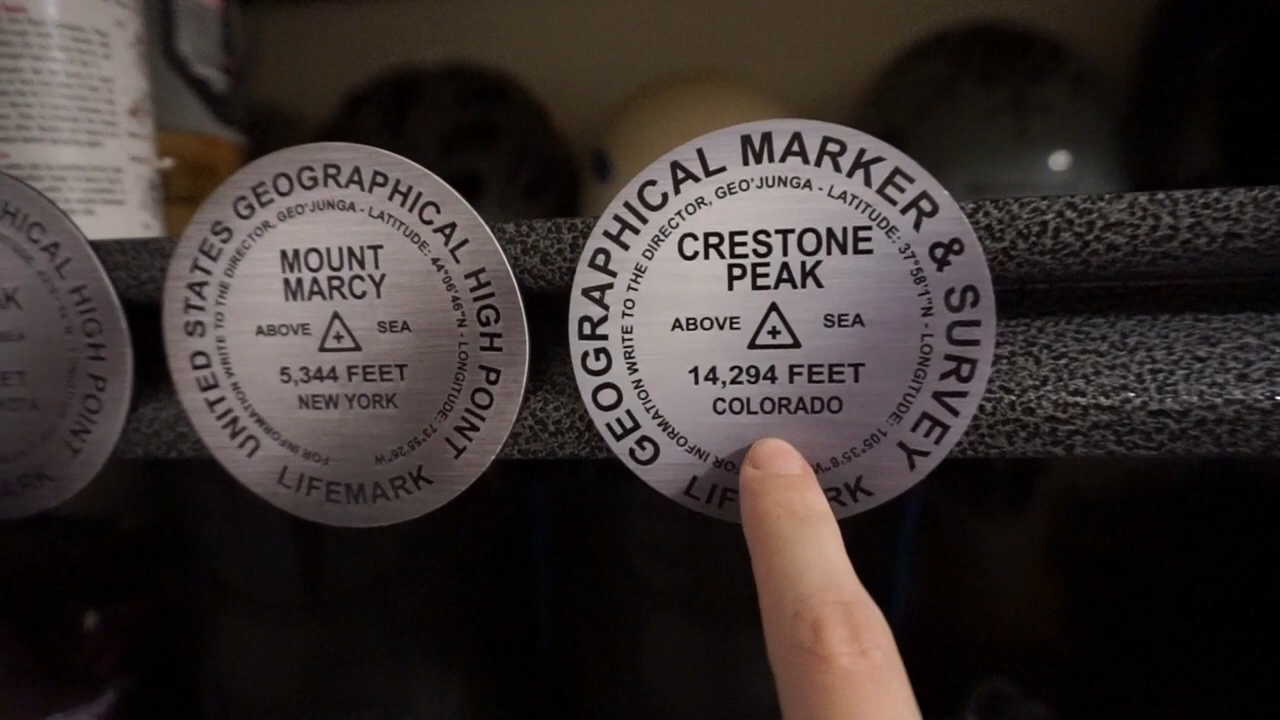 HICAL HIGH POINT
UNITED STATES GEOGRAPHICAL HIGH POINT
FOR INFORMATION WRITE TO THE DIRECTOR, GEO'JUNGA - LATITUDE: 44°06'46"N - LONGITUDE: 73°55'26"W
MOUNT
MARCY
ABOVE SEA
5,344 FEET
NEW YORK
LIFEMARK
GEOGRAPHICAL MARKER & SURVEY
FOR INFORMATION WRITE TO THE DIRECTOR, GEO'JUNGA - LATITUDE: 37°58'1"N - LONGITUDE: 105°35'8"W
CRESTONE
PEAK
ABOVE SEA
14,294 FEET
COLORADO
LIF RK